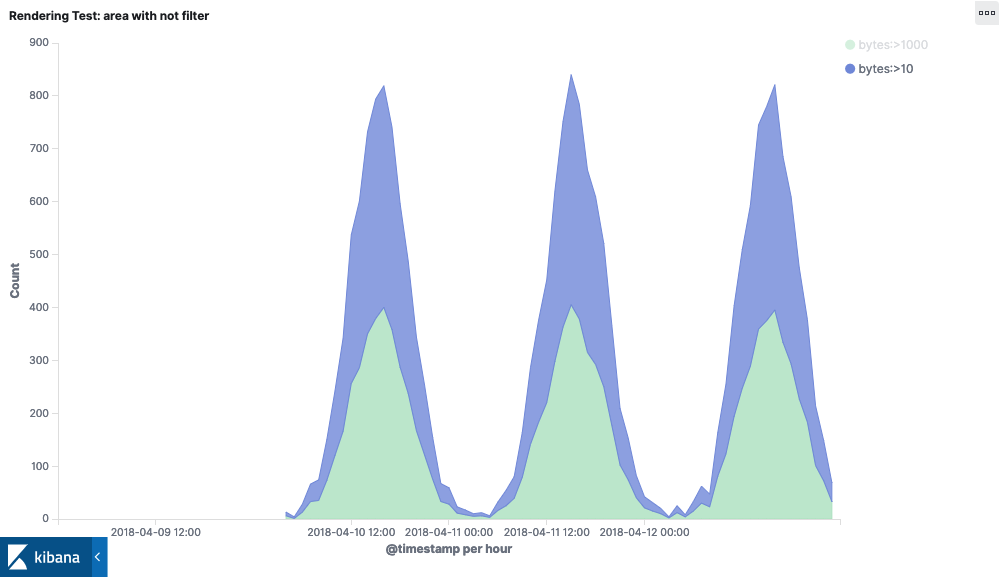 Rendering Test: area with not filter
bytes:>1000
bytes:>10
900
800
700
600
500
400
300
200
100
0
Count
2018-04-09 12:00
2018-04-10 12:00
2018-04-11 00:00
2018-04-11 12:00
2018-04-12 00:00
@timestamp per hour
kibana